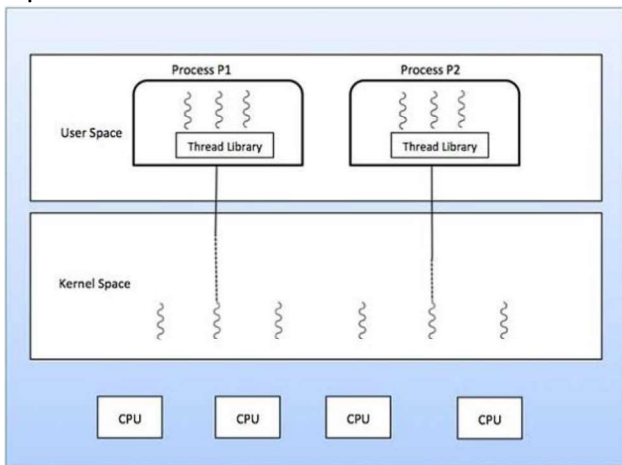 Process P1
Process P2
User Space
Thread Library
Thread Library
Kernel Space
CPU
CPU
CPU
CPU